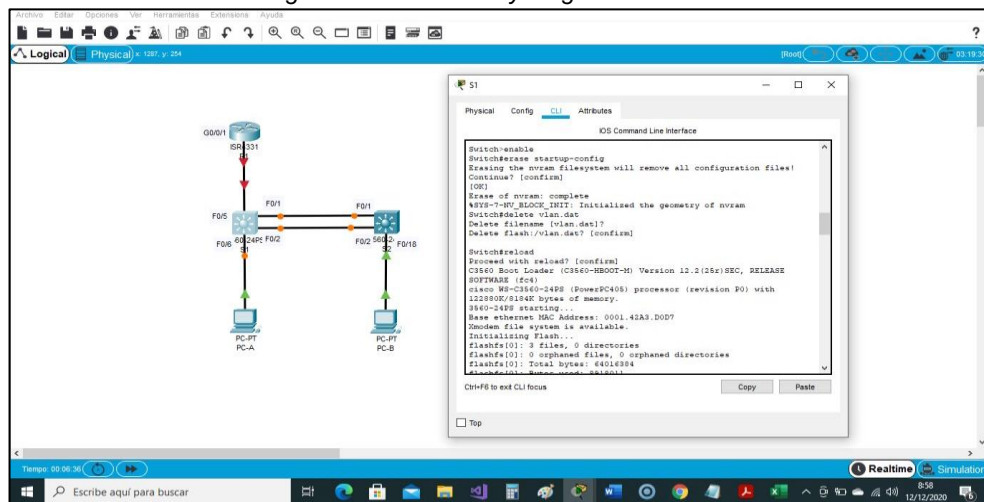 Archivo Editar Opciones Ver Herramientas Extensions Ayuda
?
Logical Physical x: 1287, y: 254 [Root] 03:19:30
S1
Physical Config CLI Attributes
IOS Command Line Interface
Switch>enable
Switch#erase startup-config
Erasing the nvram filesystem will remove all configuration files!
Continue? [confirm]
[OK]
Erase of nvram: complete
%SYS-7-NV_BLOCK_INIT: Initialized the geometry of nvram
Switch#delete vlan.dat
Delete filename [vlan.dat]?
Delete flash:/vlan.dat? [confirm]
Switch#reload
Proceed with reload? [confirm]
C3560 Boot Loader (C3560-HBOOT-M) Version 12.2(25r)SEC, RELEASE
SOFTWARE (fc4)
cisco WS-C3560-24PS (PowerPC405) processor (revision P0) with
122880K/8184K bytes of memory.
3560-24PS starting...
Base ethernet MAC Address: 0001.42A3.D0D7
Xmodem file system is available.
Initializing Flash...
flashfs[0]: 3 files, 0 directories
flashfs[0]: 0 orphaned files, 0 orphaned directories
flashfs[0]: Total bytes: 64016384
Ctrl+F6 to exit CLI focus
Copy Paste
Top
G0/0/1
F0/5 F0/1 F0/1
F0/6 F0/2 F0/2 F0/18
S1 S2
PC-PT PC-PT
PC-A PC-B
Tiempo: 00:06:36 Realtime Simulation
Escribe aquí para buscar 8:58
12/12/2020